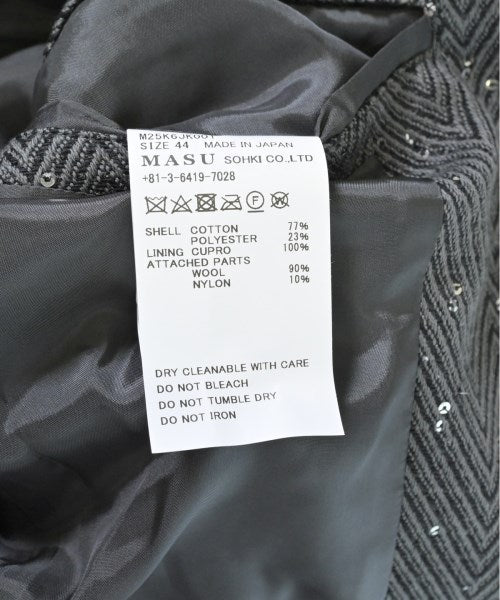 M25K6JKG01
SIZE 44 MADE IN JAPAN
MASU SOHKI CO.,LTD
+81-3-6419-7028
SHELL COTTON 77%
POLYESTER 23%
LINING CUPRO 100%
ATTACHED PARTS
WOOL 90%
NYLON 10%
DRY CLEANABLE WITH CARE
DO NOT BLEACH
DO NOT TUMBLE DRY
DO NOT IRON